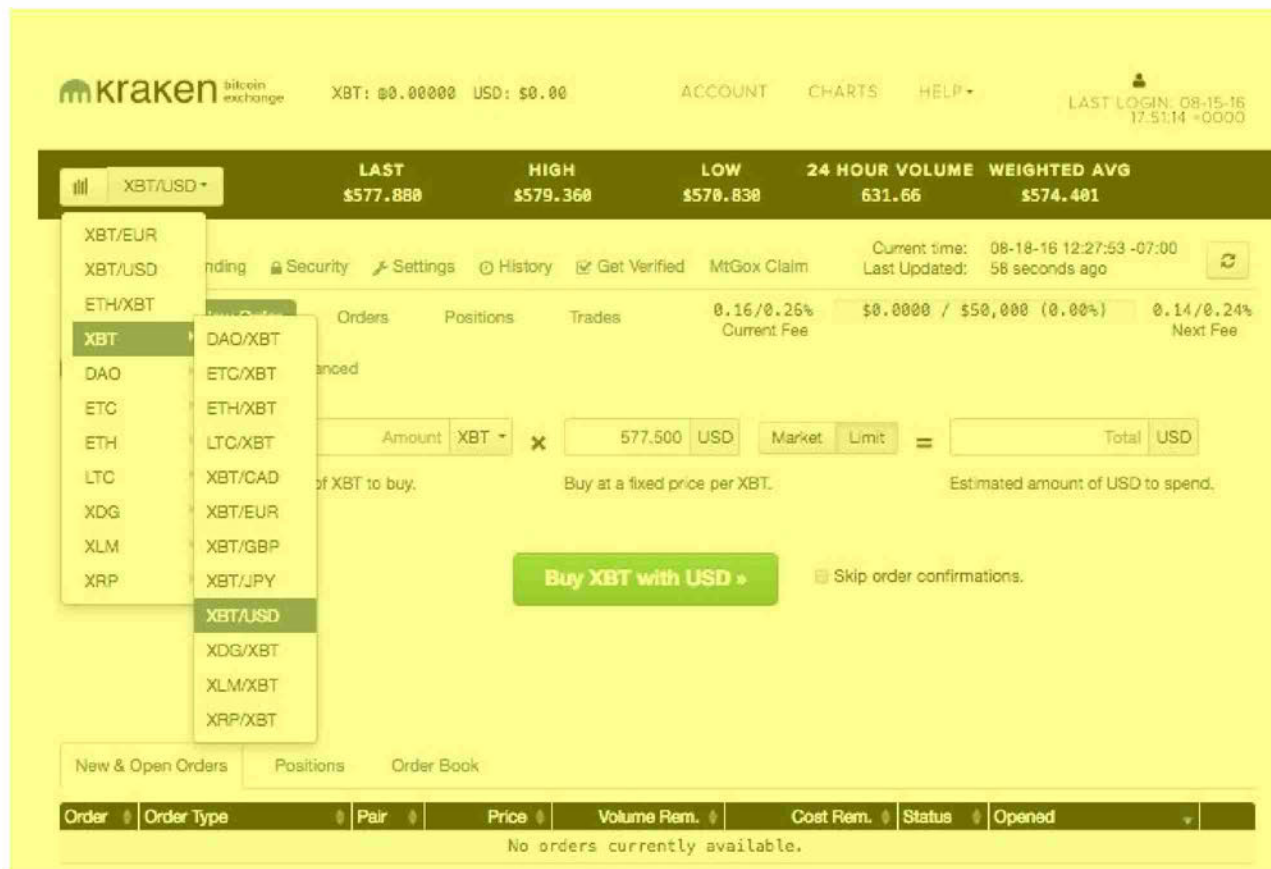 kraken bitcoin exchange
XBT: 0.00000 USD: $0.00
ACCOUNT CHARTS HELP
LAST LOGIN: 08-15-16
17:51:14 +0000
XBT/USD
LAST HIGH LOW 24 HOUR VOLUME WEIGHTED AVG
$577.880 $579.360 $570.830 631.66 $574.401
XBT/EUR
XBT/USD
ETH/XBT
XBT
DAO
ETC
ETH
LTC
XDG
XLM
XRP
DAO/XBT
ETC/XBT
ETH/XBT
LTC/XBT
XBT/CAD
XBT/EUR
XBT/GBP
XBT/JPY
XBT/USD
XDG/XBT
XLM/XBT
XRP/XBT
nding Security Settings History Get Verified MtGox Claim
Current time: 08-18-16 12:27:53 -07:00
Last Updated: 58 seconds ago
Orders Positions Trades
0.16/0.26% $0.0000 / $50,000 (0.00%) 0.14/0.24%
Current Fee Next Fee
anced
Amount XBT × 577.500 USD Market Limit = Total USD
of XBT to buy. Buy at a fixed price per XBT. Estimated amount of USD to spend.
Buy XBT with USD » Skip order confirmations.
New & Open Orders Positions Order Book
Order Order Type Pair Price Volume Rem. Cost Rem. Status Opened
No orders currently available.